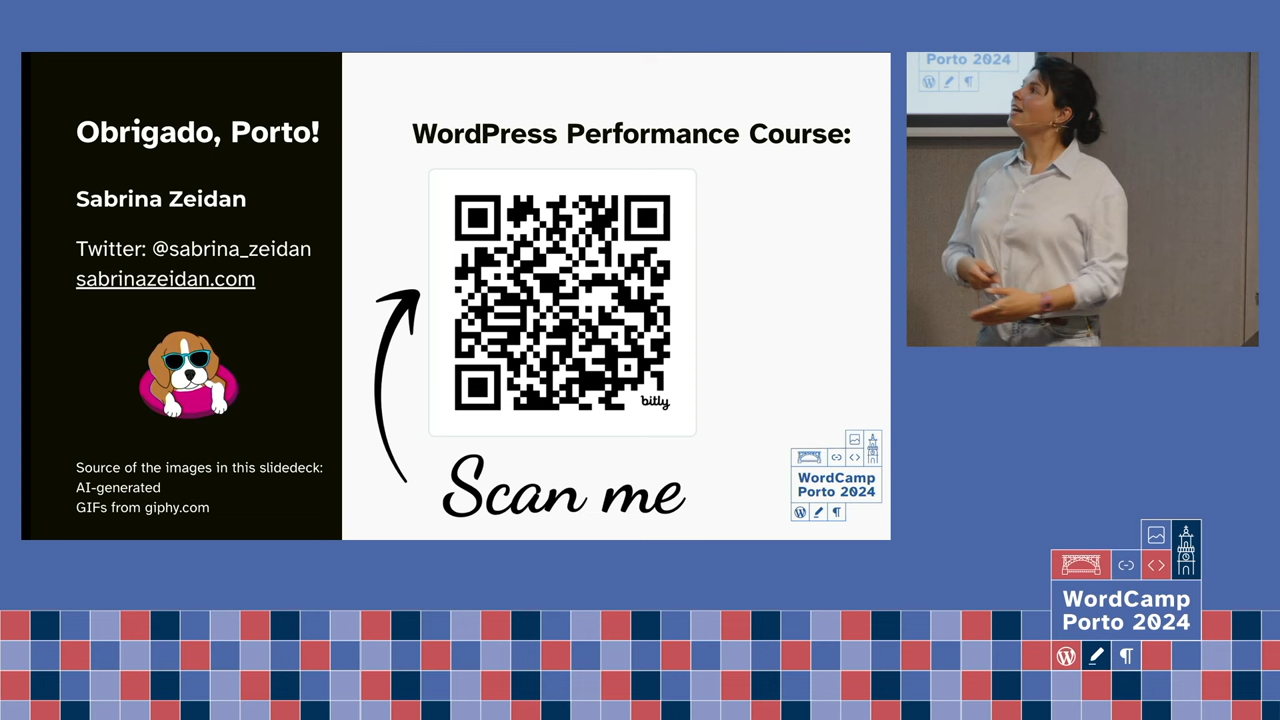 Obrigado, Porto!
Sabrina Zeidan
Twitter: @sabrina_zeidan
sabrinazeidan.com
Source of the images in this slidedeck:
AI-generated
GIFs from giphy.com
WordPress Performance Course:
bitly
Scan me
WordCamp
Porto 2024
Porto 2024
WordCamp
Porto 2024